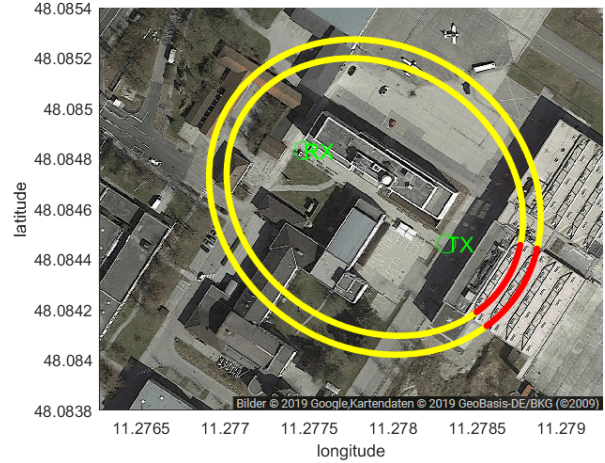 48.0854
48.0852
48.085
48.0848
48.0846
48.0844
48.0842
48.084
48.0838
latitude
RX
TX
Bilder © 2019 Google,Kartendaten © 2019 GeoBasis-DE/BKG (©2009)
11.2765 11.277 11.2775 11.278 11.2785 11.279
longitude